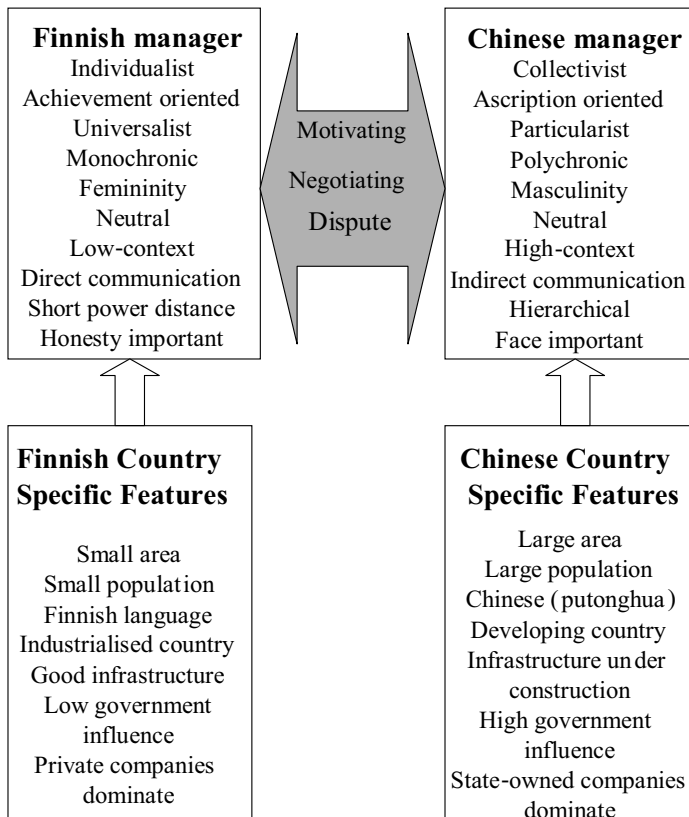 Finnish manager
Individualist
Achievement oriented
Universalist
Monochronic
Femininity
Neutral
Low-context
Direct communication
Short power distance
Honesty important
Motivating
Negotiating
Dispute
Chinese manager
Collectivist
Ascription oriented
Particularist
Polychronic
Masculinity
Neutral
High-context
Indirect communication
Hierarchical
Face important
Finnish Country
Specific Features
Small area
Small population
Finnish language
Industrialised country
Good infrastructure
Low government
influence
Private companies
dominate
Chinese Country
Specific Features
Large area
Large population
Chinese (putonghua)
Developing country
Infrastructure under
construction
High government
influence
State-owned companies
dominate